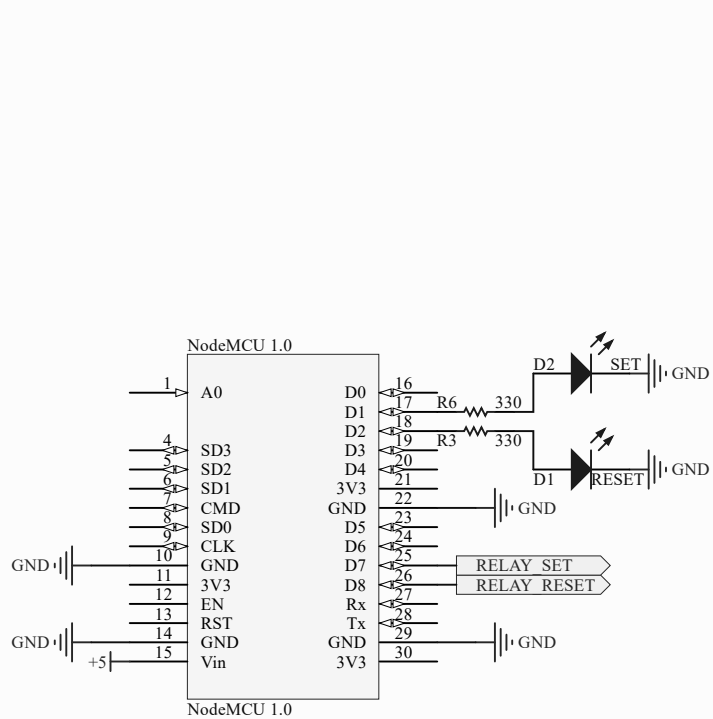 NodeMCU 1.0
D2 SET GND
1 A0 D0 16
D1 17 R6 330
D2 18 R3 330
4 SD3 D3 19
5 SD2 D4 20 D1 RESET GND
6 SD1 3V3 21
7 CMD GND 22 GND
8 SD0 D5 23
9 CLK D6 24
GND 10 GND D7 25 RELAY_SET
11 3V3 D8 26 RELAY_RESET
12 EN Rx 27
13 RST Tx 28
GND 14 GND GND 29 GND
+5 15 Vin 3V3 30
NodeMCU 1.0